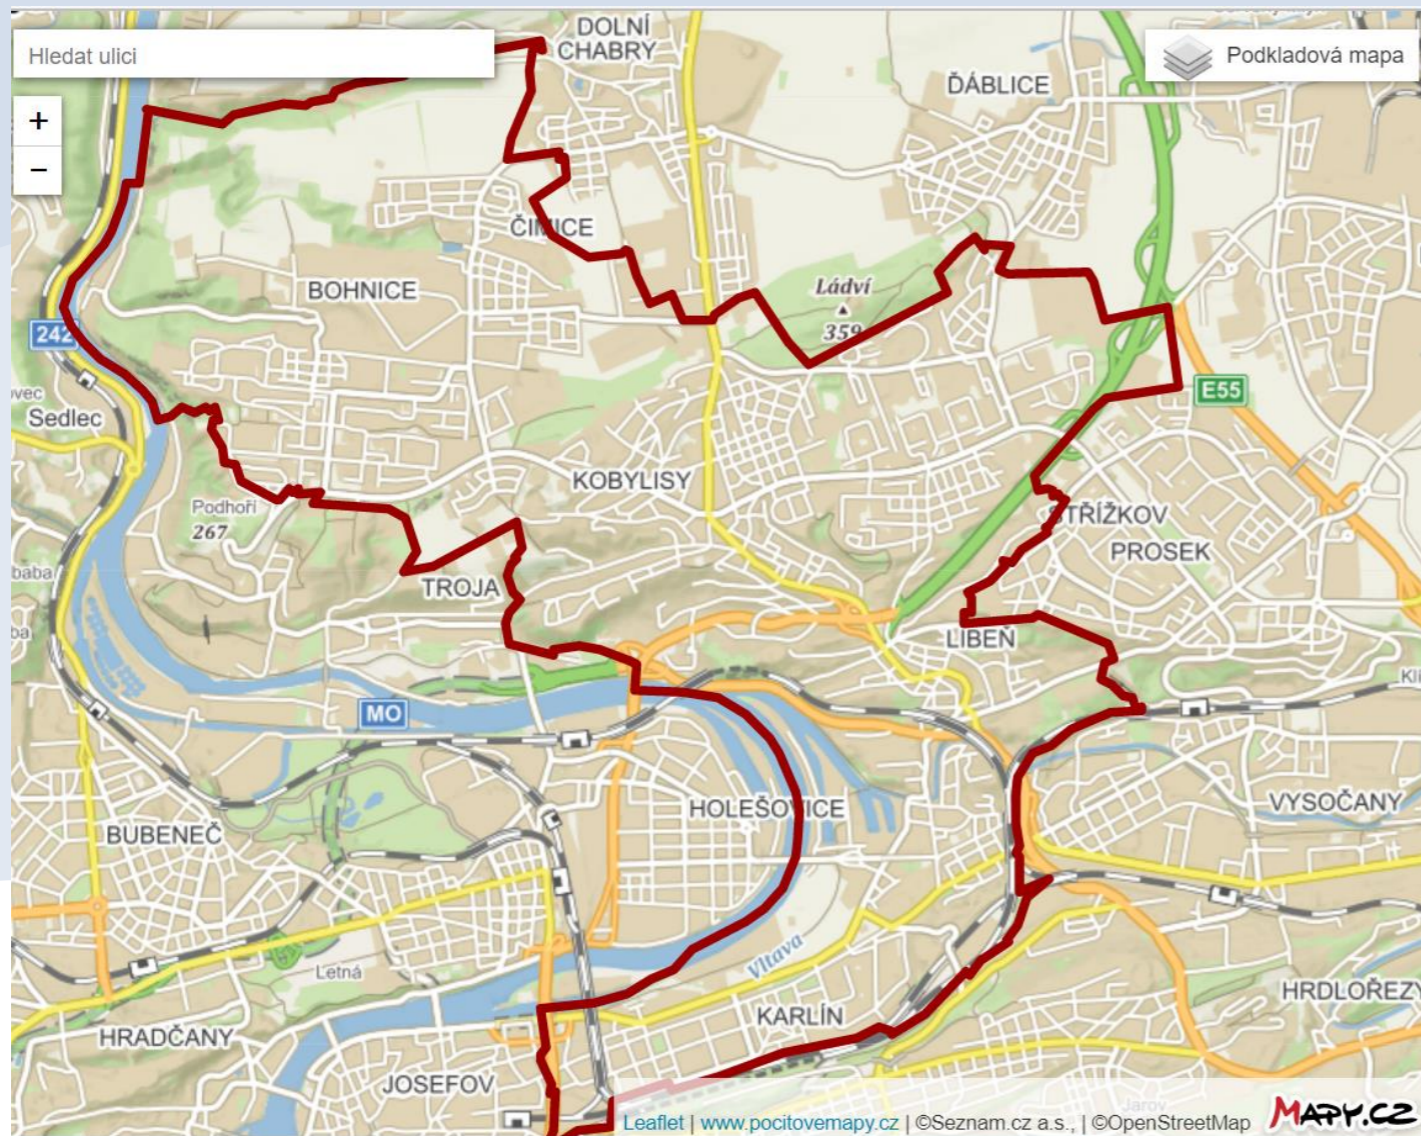 DOLNÍ
CHABRY
Hledat ulici
Podkladová mapa
ĎÁBLICE
+
−
ČIMICE
BOHNICE
Ládví
359
242
E55
Sedlec
KOBYLISY
Podhoří
267
STŘÍŽKOV
PROSEK
baba
TROJA
LIBEŇ
MO
HOLEŠOVICE
VYSOČANY
BUBENEČ
Vltava
Letná
HRDLOŘEZY
KARLÍN
HRADČANY
JOSEFOV
Jarov
Leaflet | www.pocitovemapy.cz | ©Seznam.cz a.s., | ©OpenStreetMap
MAPY.CZ